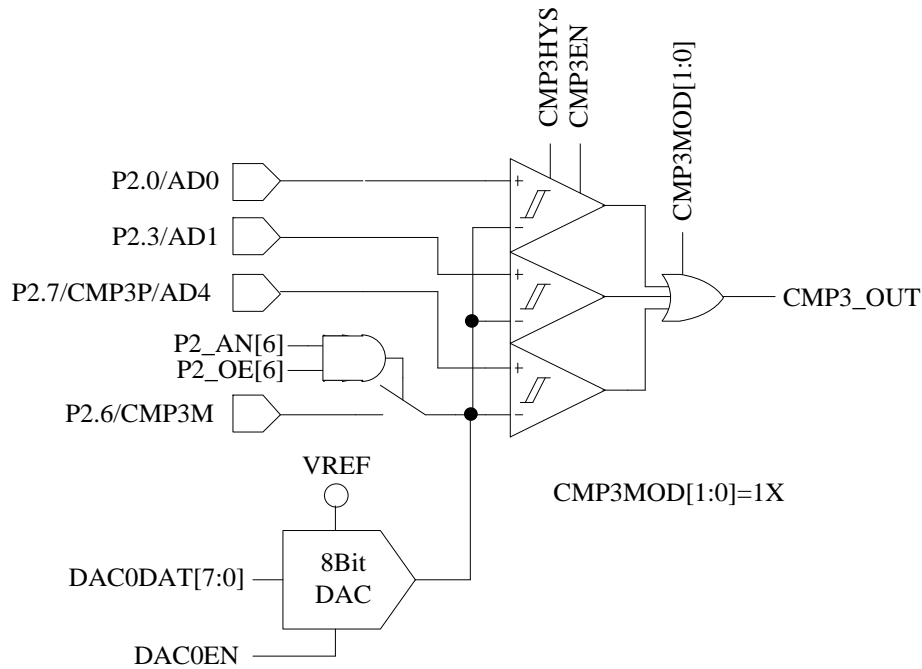 CMP3HYS
CMP3EN
CMP3MOD[1:0]
P2.0/AD0
+
-
P2.3/AD1
+
-
P2.7/CMP3P/AD4
CMP3_OUT
P2_AN[6]
P2_OE[6]
+
-
P2.6/CMP3M
VREF
CMP3MOD[1:0]=1X
8Bit
DAC
DAC0DAT[7:0]
DAC0EN